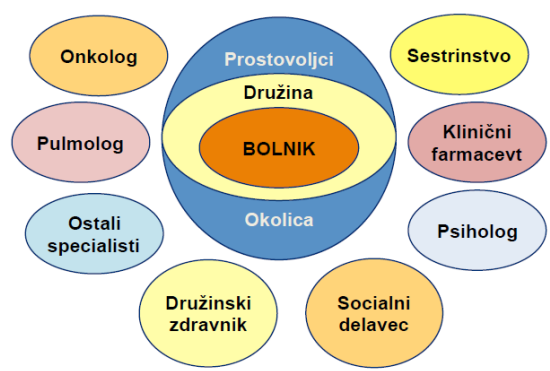 Onkolog
Prostovoljci
Sestrinstvo
Družina
Pulmolog
BOLNIK
Klinični
farmacevt
Ostali
specialisti
Okolica
Psiholog
Družinski
zdravnik
Socialni
delavec